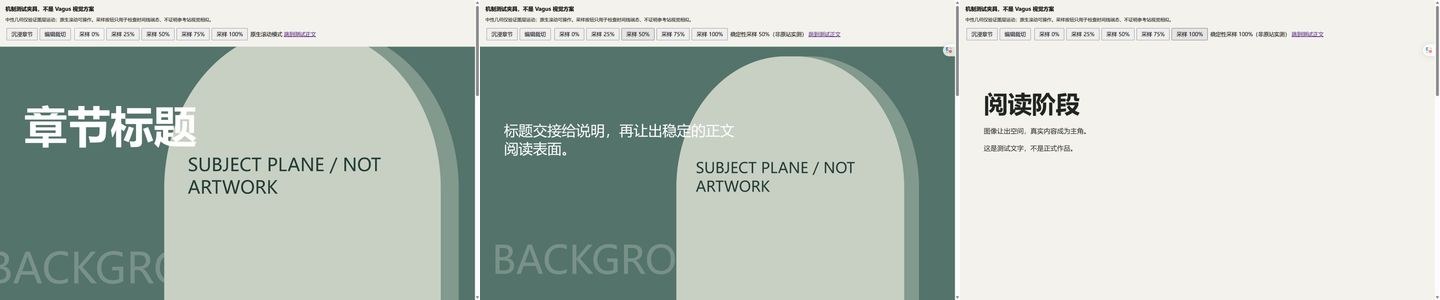 机制测试夹具，不是 Vagus 视觉方案
中性几何仅验证图层运动；原生滚动可操作。采样按钮只用于检查时间线端态，不证明参考站视觉相似。
沉浸章节 编辑裁切 采样 0% 采样 25% 采样 50% 采样 75% 采样 100% 原生滚动模式 跳到测试正文
章节标题
SUBJECT PLANE / NOT
ARTWORK
BACKGRO
机制测试夹具，不是 Vagus 视觉方案
中性几何仅验证图层运动；原生滚动可操作。采样按钮只用于检查时间线端态，不证明参考站视觉相似。
沉浸章节 编辑裁切 采样 0% 采样 25% 采样 50% 采样 75% 采样 100% 确定性采样 50%（非原站实测） 跳到测试正文
标题交接给说明，再让出稳定的正文
阅读表面。
SUBJECT PLANE / NOT
ARTWORK
BACKGRO
机制测试夹具，不是 Vagus 视觉方案
中性几何仅验证图层运动；原生滚动可操作。采样按钮只用于检查时间线端态，不证明参考站视觉相似。
沉浸章节 编辑裁切 采样 0% 采样 25% 采样 50% 采样 75% 采样 100% 确定性采样 100%（非原站实测） 跳到测试正文
阅读阶段
图像让出空间，真实内容成为主角。
这是测试文字，不是正式作品。